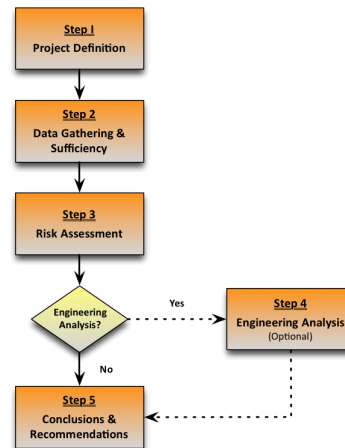 Step 1
Project Definition
Step 2
Data Gathering &
Sufficiency
Step 3
Risk Assessment
Engineering
Analysis?
Yes
Step 4
Engineering Analysis
(Optional)
No
Step 5
Conclusions &
Recommendations